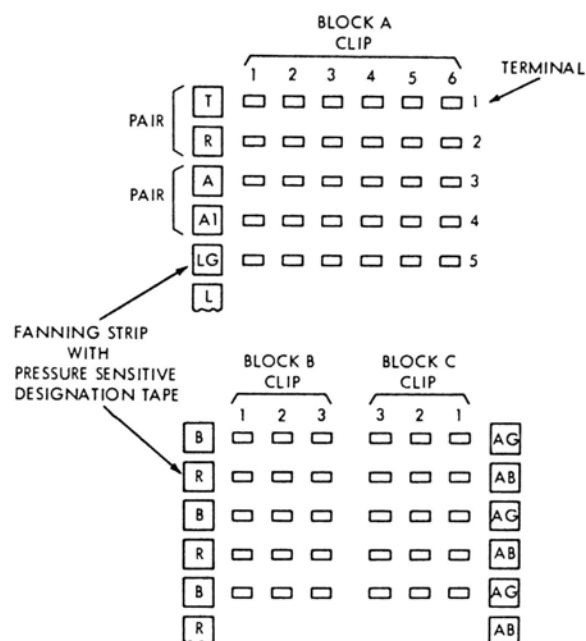 BLOCK A
CLIP
1 2 3 4 5 6
TERMINAL
PAIR
T 1
R 2
PAIR
A 3
A1 4
LG 5
L
FANNING STRIP
WITH
PRESSURE SENSITIVE
DESIGNATION TAPE
BLOCK B
CLIP
1 2 3
BLOCK C
CLIP
3 2 1
B AG
R AB
B AG
R AB
B AG
R AB